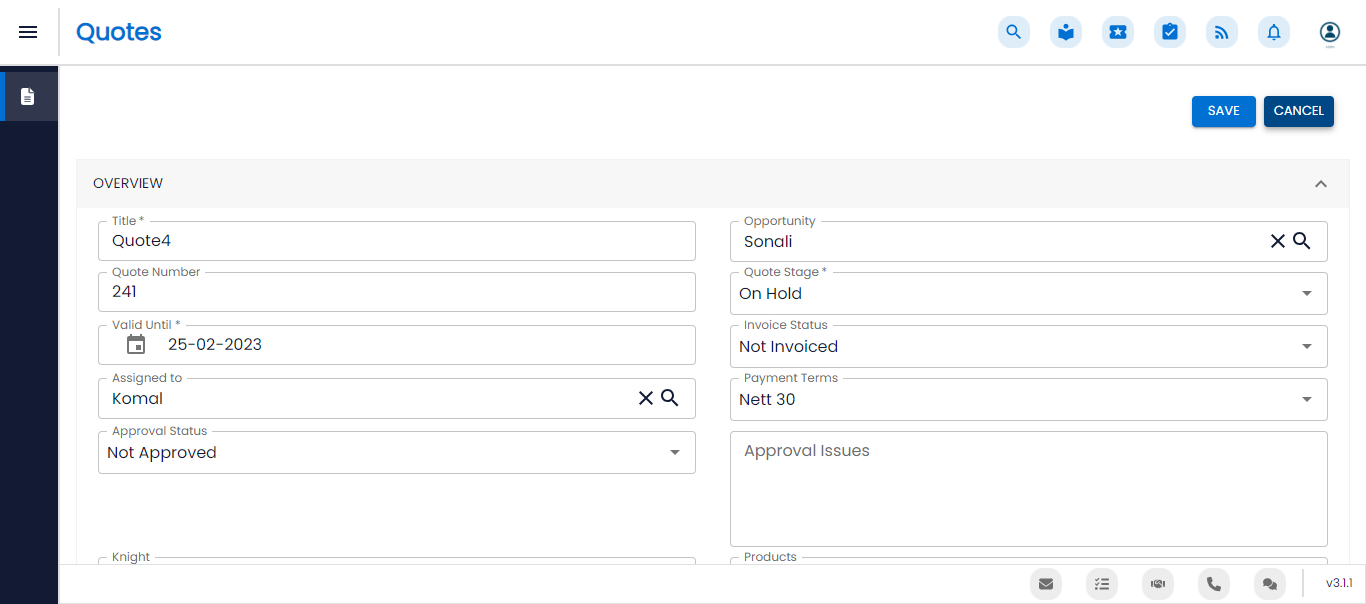 Quotes
SAVE CANCEL
OVERVIEW
Title *
Quote4
Opportunity
Sonali
Quote Number
241
Quote Stage *
On Hold
Valid Until *
25-02-2023
Invoice Status
Not Invoiced
Assigned to
Komal
Payment Terms
Nett 30
Approval Status
Not Approved
Approval Issues
Knight
Products
v3.1.1